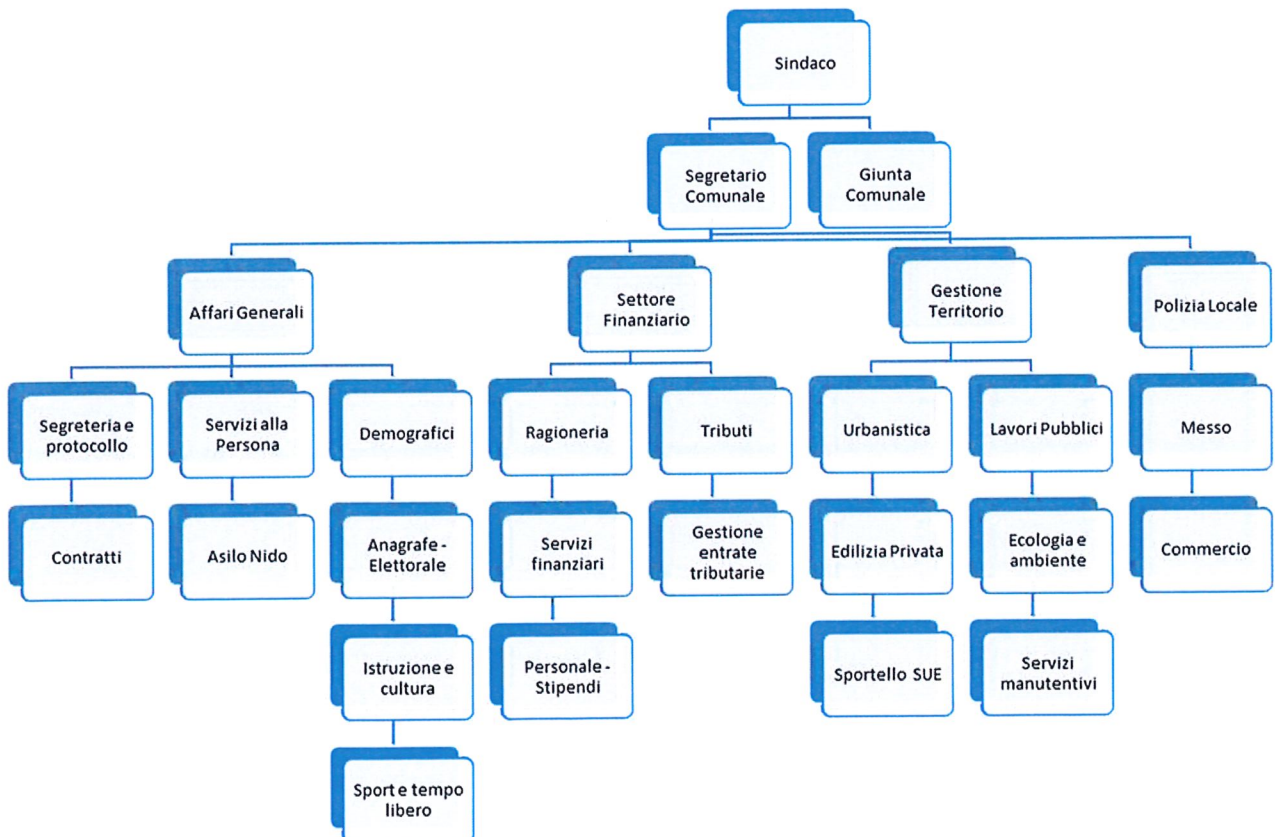 Sindaco
Segretario
Comunale
Giunta
Comunale
Affari Generali
Settore
Finanziario
Gestione
Territorio
Polizia Locale
Segreteria e
protocollo
Servizi alla
Persona
Demografici
Ragioneria
Tributi
Urbanistica
Lavori Pubblici
Messo
Contratti
Asilo Nido
Anagrafe -
Elettorale
Servizi
finanziari
Gestione
entrate
tributarie
Edilizia Privata
Ecologia e
ambiente
Commercio
Istruzione e
cultura
Personale -
Stipendi
Sportello SUE
Servizi
manutentivi
Sport e tempo
libero